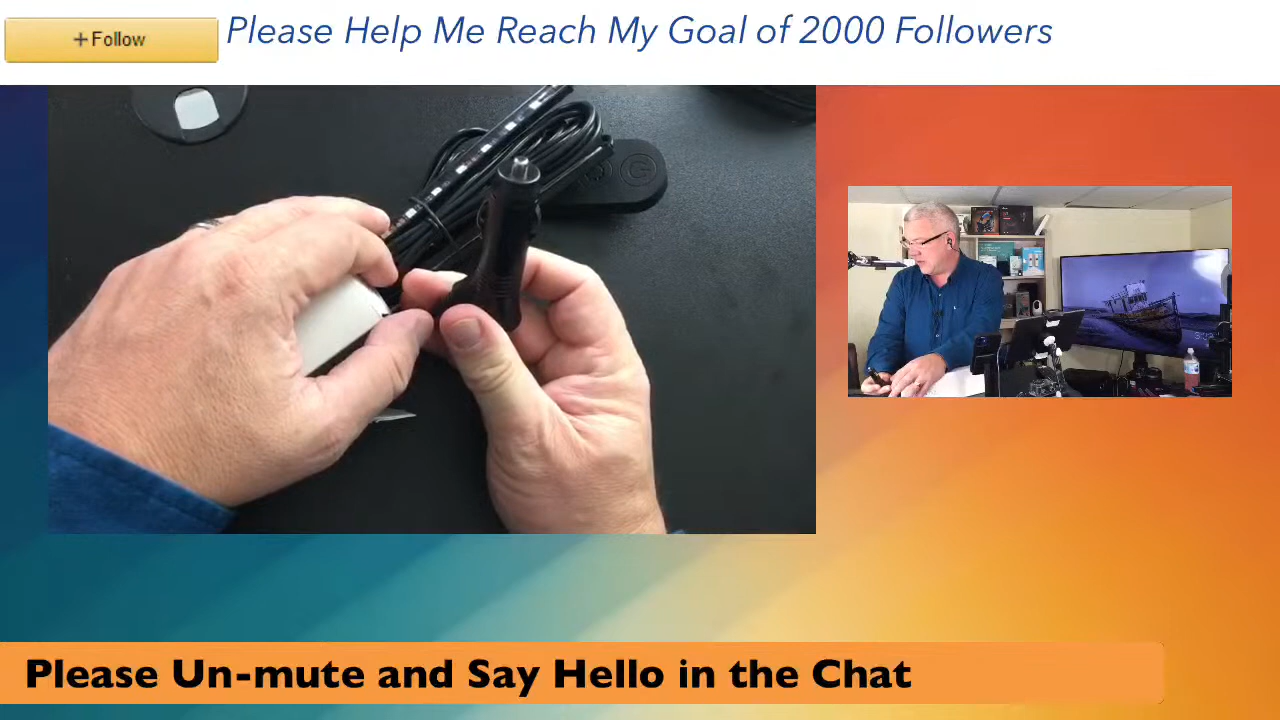 +Follow
Please Help Me Reach My Goal of 2000 Followers
Please Un-mute and Say Hello in the Chat